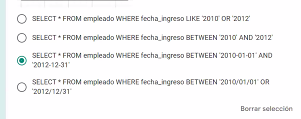 SELECT * FROM empleado WHERE fecha_ingreso LIKE '2010' OR '2012'
SELECT * FROM empleado WHERE fecha_ingreso BETWEEN '2010' AND '2012'
SELECT * FROM empleado WHERE fecha_ingreso BETWEEN '2010-01-01' AND
'2012-12-31'
SELECT * FROM empleado WHERE fecha_ingreso BETWEEN '2010/01/01' OR
'2012/12/31'
Borrar selección